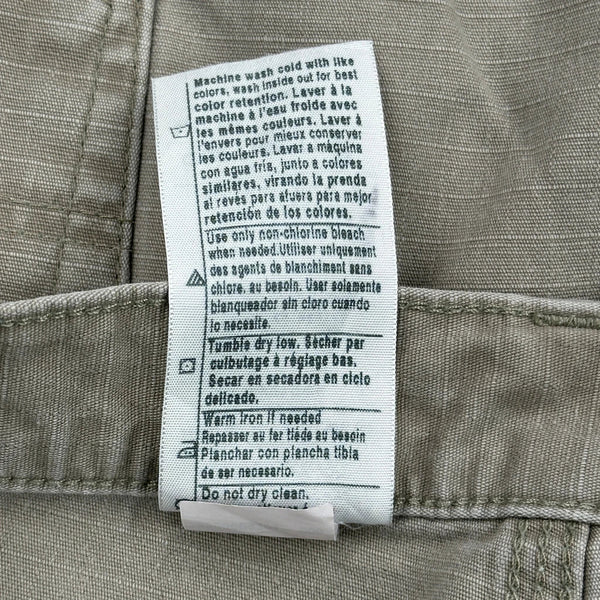 Machine wash cold with like
colors, wash inside out for best
color retention. Laver à la
machine à l'eau froide avec
les mêmes couleurs. Laver à
l'envers pour mieux conserver
les couleurs. Lavar a màquina
con agua fria, junto a colores
similares, virando la prenda
al revés para afuera para mejor
retención de los colores.
Use only non-chlorine bleach
when needed.Utiliser uniquement
des agents de blanchiment sans
chlore, au besoin. Usar solamente
blanqueador sin cloro cuando
lo necesite.
Tumble dry low. Sècher par
culbutage à réglage bas.
Secar en secadora en ciclo
delicado.
Warm iron if needed
Repasser au fer tiède au besoin
Planchar con plancha tibia
de ser necesario.
Do not dry clean.